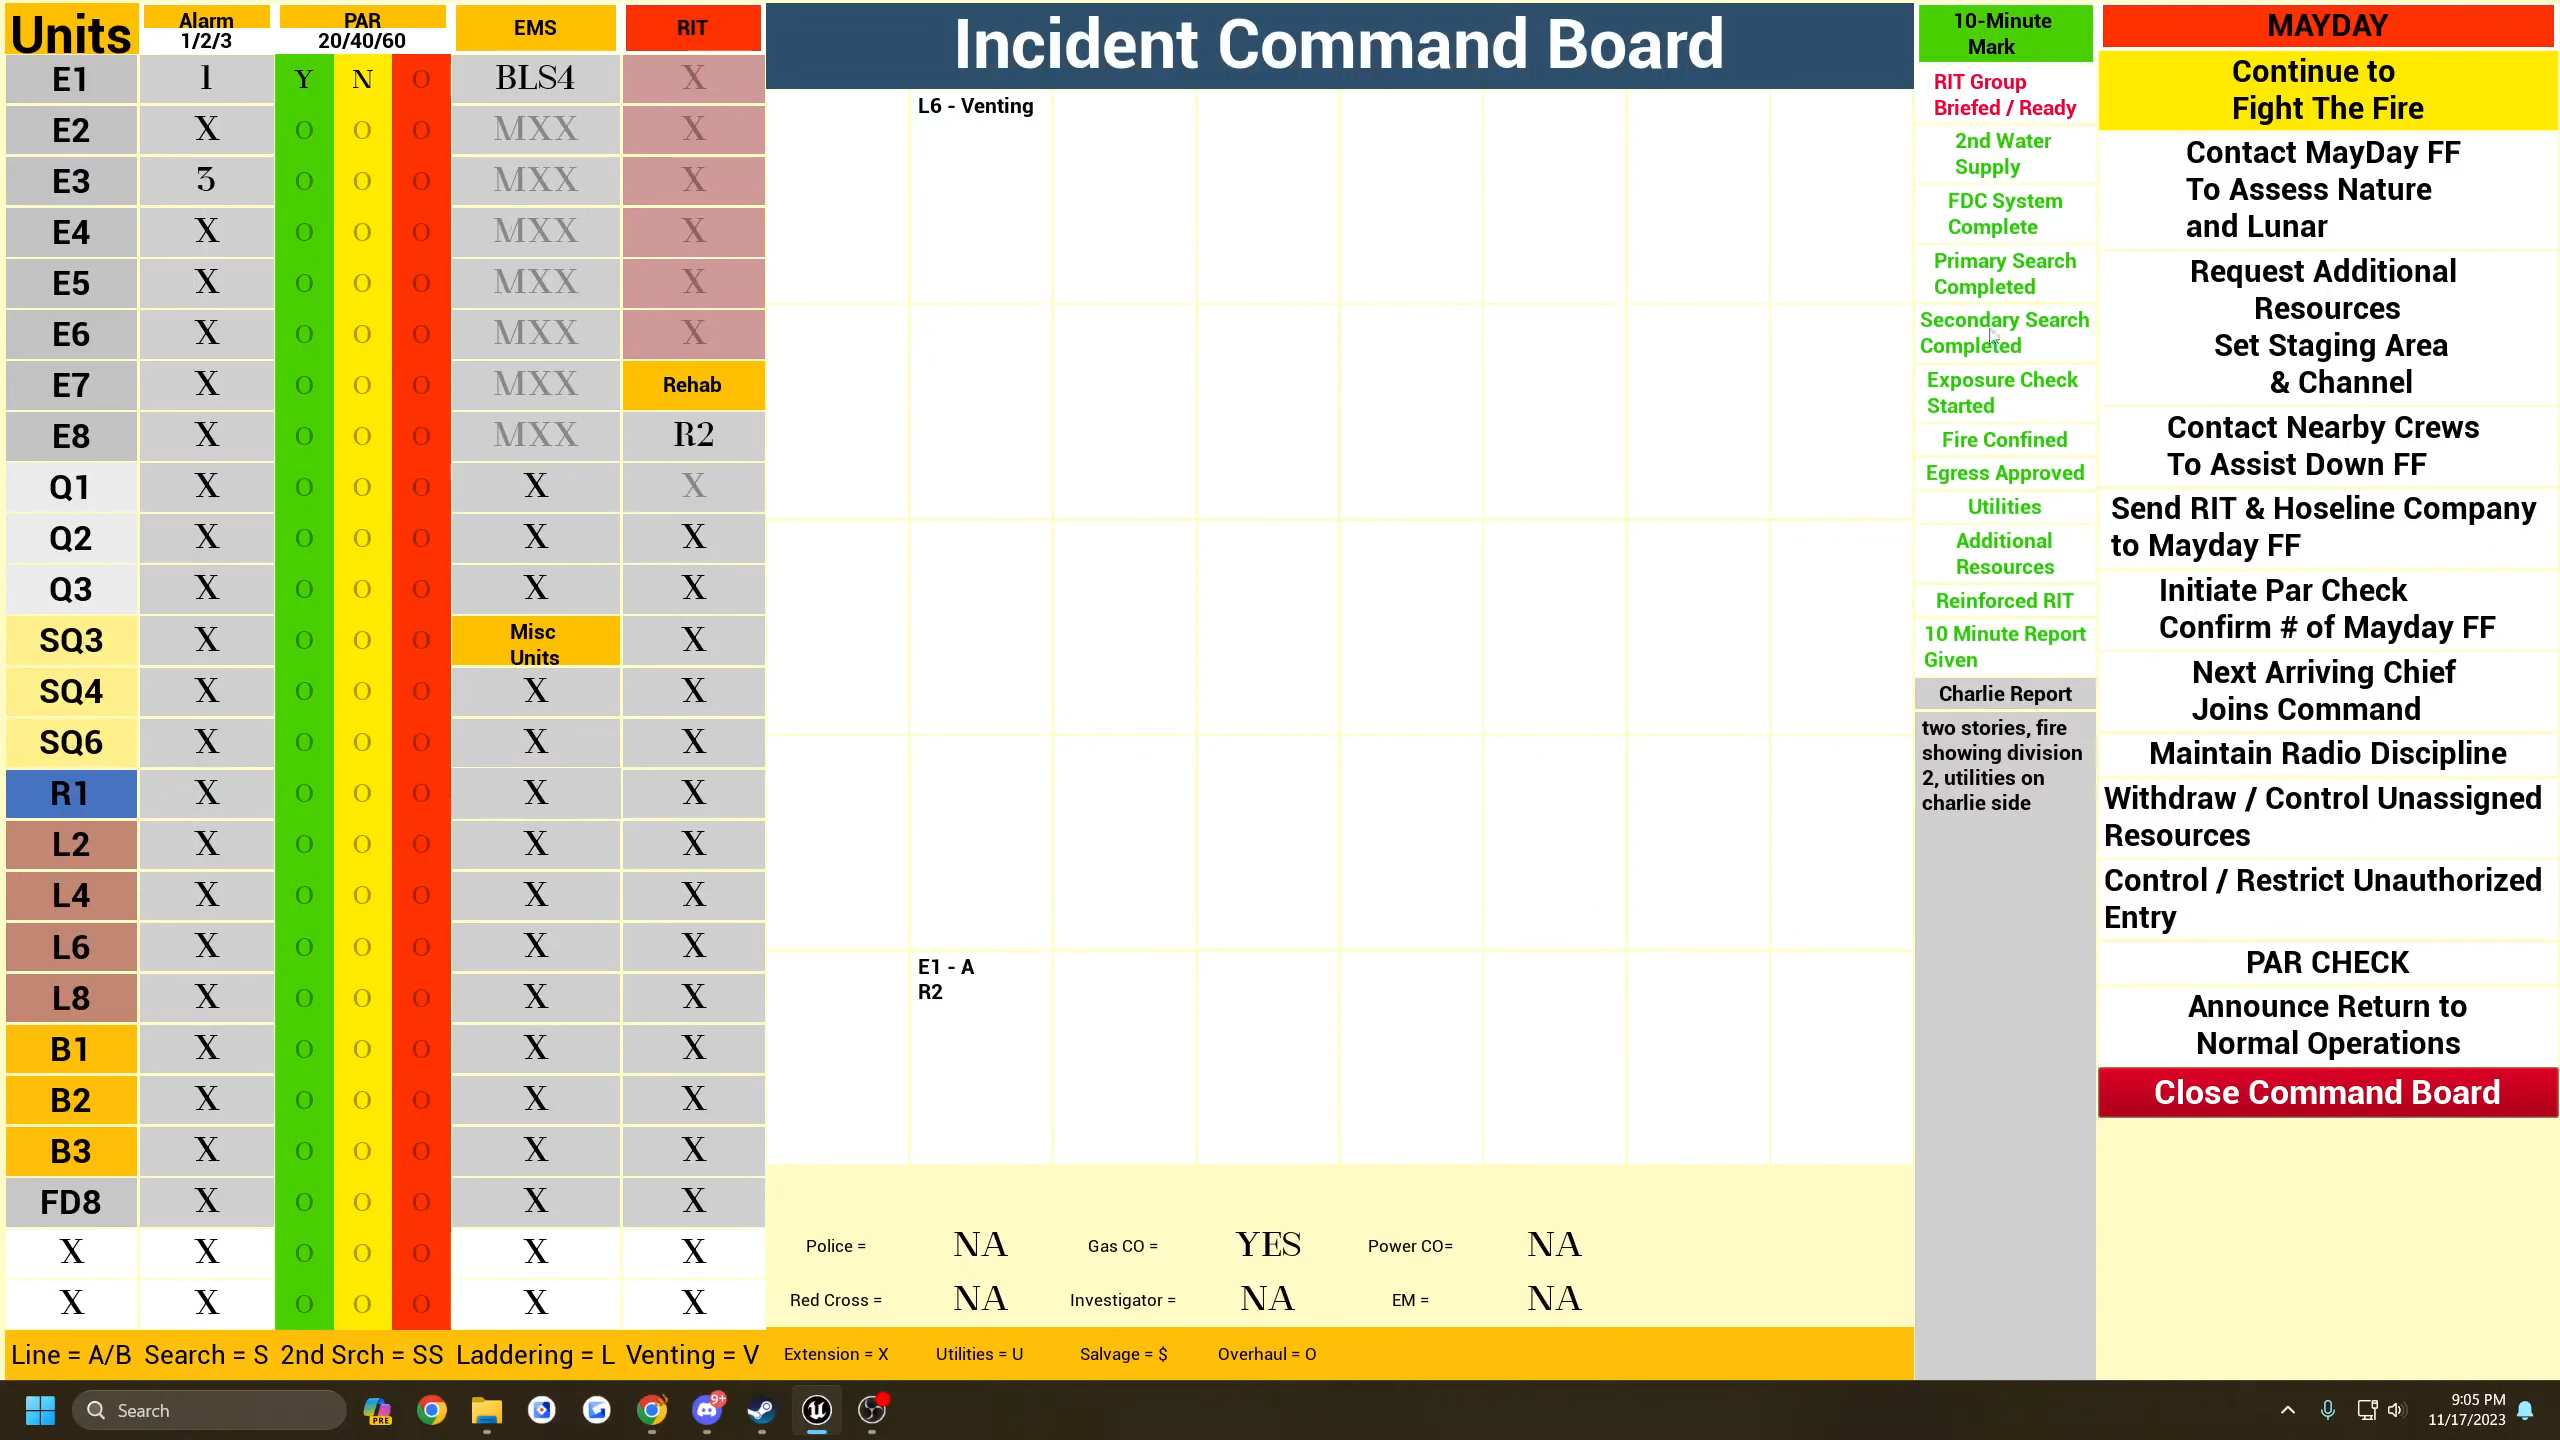 Units Alarm 1/2/3 PAR 20/40/60 EMS RIT
E1 1 Y N O BLS4 X
E2 X O O O MXX X
E3 3 O O O MXX X
E4 X O O O MXX X
E5 X O O O MXX X
E6 X O O O MXX X
E7 X O O O MXX Rehab
E8 X O O O MXX R2
Q1 X O O O X X
Q2 X O O O X X
Q3 X O O O X X
SQ3 X O O O Misc Units X
SQ4 X O O O X X
SQ6 X O O O X X
R1 X O O O X X
L2 X O O O X X
L4 X O O O X X
L6 X O O O X X
L8 X O O O X X
B1 X O O O X X
B2 X O O O X X
B3 X O O O X X
FD8 X O O O X X
X X O O O X X
X X O O O X X
Line = A/B Search = S 2nd Srch = SS Laddering = L Venting = V
Incident Command Board
L6 - Venting
E1 - A
R2
Police = NA Gas CO = YES Power CO= NA
Red Cross = NA Investigator = NA EM = NA
Extension = X Utilities = U Salvage = $ Overhaul = O
10-Minute
Mark
RIT Group
Briefed / Ready
2nd Water
Supply
FDC System
Complete
Primary Search
Completed
Secondary Search
Completed
Exposure Check
Started
Fire Confined
Egress Approved
Utilities
Additional
Resources
Reinforced RIT
10 Minute Report
Given
Charlie Report
two stories, fire
showing division
2, utilities on
charlie side
MAYDAY
Continue to
Fight The Fire
Contact MayDay FF
To Assess Nature
and Lunar
Request Additional
Resources
Set Staging Area
& Channel
Contact Nearby Crews
To Assist Down FF
Send RIT & Hoseline Company
to Mayday FF
Initiate Par Check
Confirm # of Mayday FF
Next Arriving Chief
Joins Command
Maintain Radio Discipline
Withdraw / Control Unassigned
Resources
Control / Restrict Unauthorized
Entry
PAR CHECK
Announce Return to
Normal Operations
Close Command Board
Search
PRE
9+
9:05 PM
11/17/2023